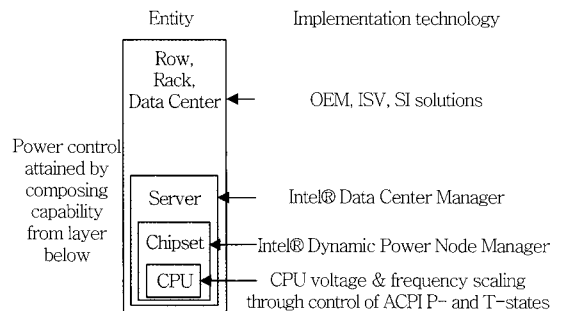 Entity
Implementation technology
Row,
Rack,
Data Center
OEM, ISV, SI solutions
Power control
attained by
composing
capability
from layer
below
Server
Intel® Data Center Manager
Chipset
Intel® Dynamic Power Node Manager
CPU
CPU voltage & frequency scaling
through control of ACPI P- and T-states